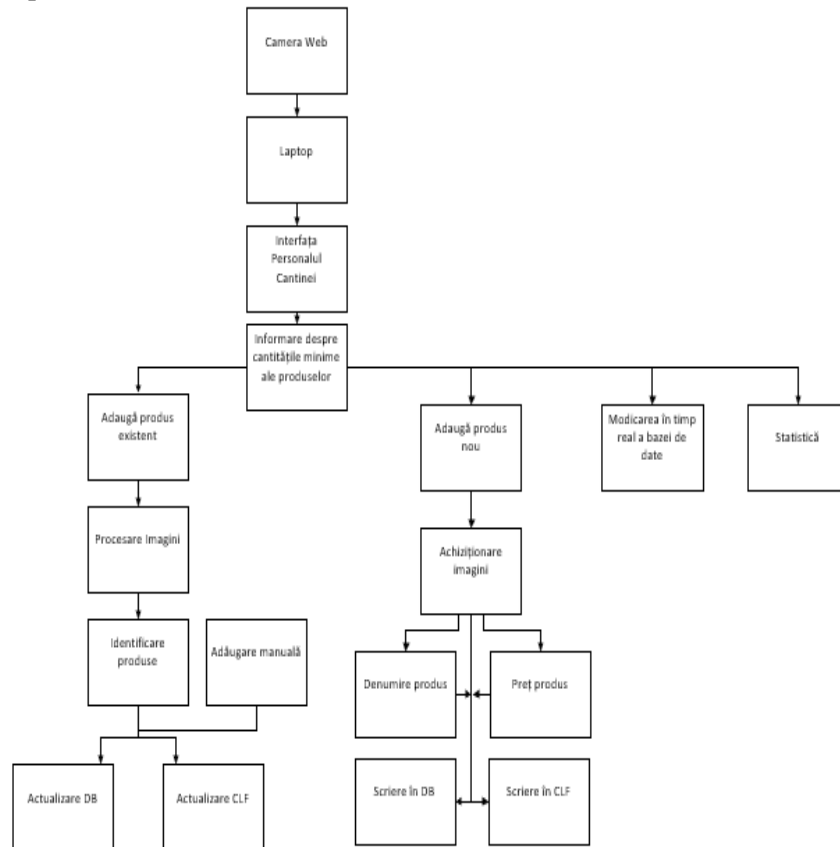 Camera Web
Laptop
Interfața
Personalul
Cantinei
Informare despre
cantitățile minime
ale produselor
Adaugă produs
existent
Adaugă produs
nou
Modicarea în timp
real a bazei de
date
Statistică
Procesare Imagini
Achiziționare
imagini
Identificare
produse
Adăugare manuală
Denumire produs
Preț produs
Actualizare DB
Actualizare CLF
Scriere în DB
Scriere în CLF